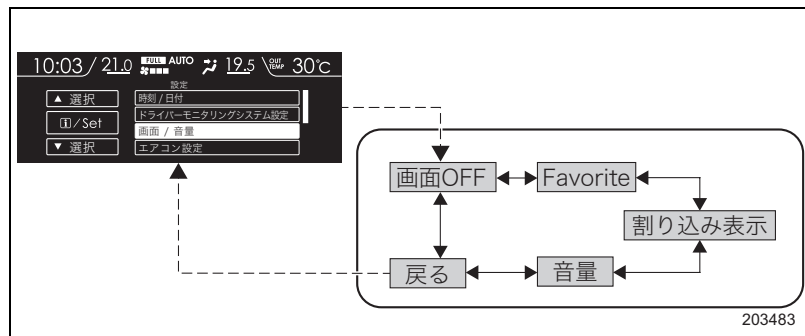 10:03 / 21.0 FULL AUTO 19.5 OUT TEMP 30℃
設定
▲ 選択
i/Set
▼ 選択
時刻 / 日付
ドライバーモニタリングシステム設定
画面 / 音量
エアコン設定
画面OFF
Favorite
割り込み表示
戻る
音量
203483